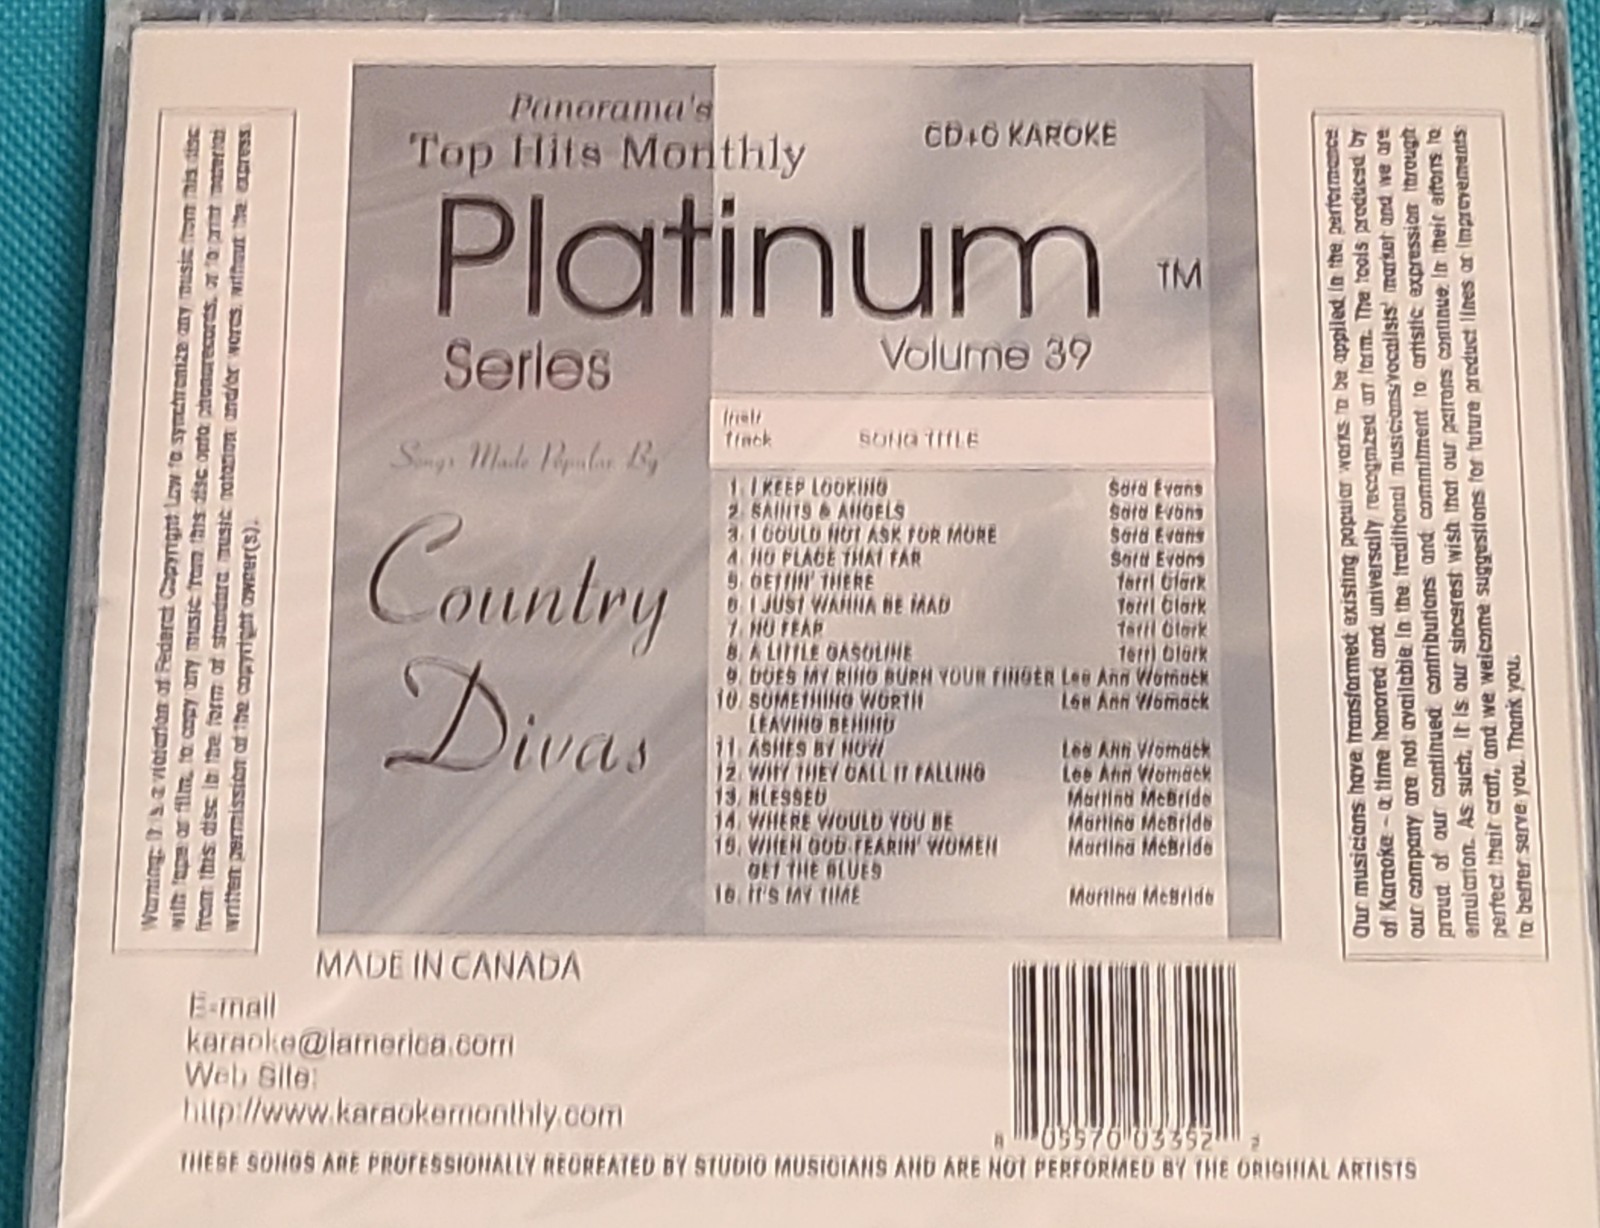 Panorama's
Top Hits Monthly
CD+G KAROKE
Platinum TM
Series
Volume 39
Songs Made Popular By
Country
Divas
Track SONG TITLE
1. I KEEP LOOKING Sara Evans
2. SAINTS & ANGELS Sara Evans
3. I COULD NOT ASK FOR MORE Sara Evans
4. NO PLACE THAT FAR Sara Evans
5. GETTIN' THERE Terri Clark
6. I JUST WANNA BE MAD Terri Clark
7. NO FEAR Terri Clark
8. A LITTLE GASOLINE Terri Clark
9. DOES MY RING BURN YOUR FINGER Lee Ann Womack
10. SOMETHING WORTH Lee Ann Womack
LEAVING BEHIND
11. ASHES BY NOW Lee Ann Womack
12. WHY THEY CALL IT FALLING Lee Ann Womack
13. BLESSED Martina McBride
14. WHERE WOULD YOU BE Martina McBride
15. WHEN GOD-FEARIN' WOMEN Martina McBride
GET THE BLUES
16. IT'S MY TIME Martina McBride
Warning: It is a violation of Federal Copyright Law to synchronize any music from this disc
with tape or film, to copy any music from this disc onto phonorecords, or to print material
from this disc in the form of standard music notation and/or words, without the express
written permission of the copyright owner(s).
Our musicians have transformed existing popular works to be applied in the performance
of Karaoke - a time honored and universally recognized art form. The tools produced by
our company are not available in the traditional musicians/vocalists' market and we are
proud of our continued contributions and commitment to artistic expression through
emulation. As such, it is our sincerest wish that our patrons continue in their efforts to
perfect their craft, and we welcome suggestions for future product lines or improvements
to better serve you. Thank you.
MADE IN CANADA
E-mail
karaoke@iamerica.com
Web Site:
http://www.karaokemonthly.com
8 05570 03352 2
THESE SONGS ARE PROFESSIONALLY RECREATED BY STUDIO MUSICIANS AND ARE NOT PERFORMED BY THE ORIGINAL ARTISTS